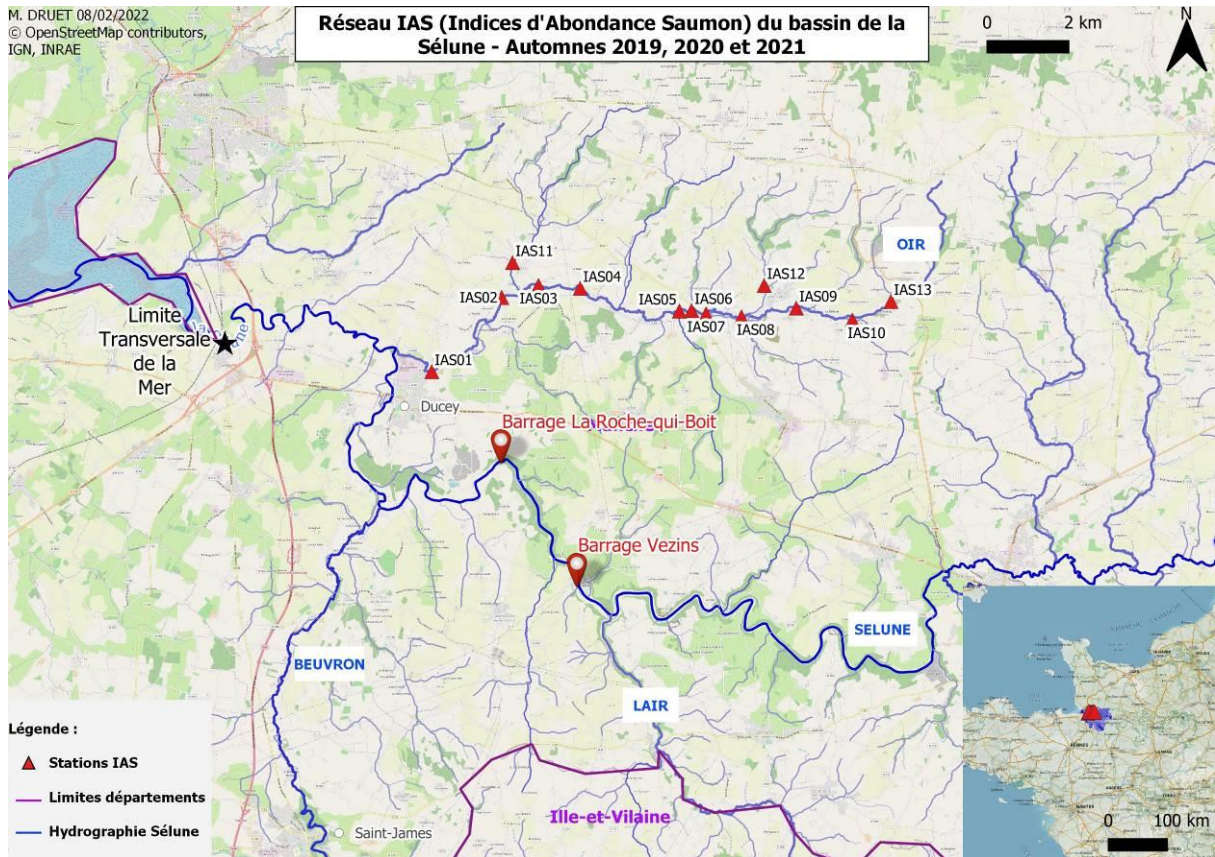 M. DRUET 08/02/2022
© OpenStreetMap contributors,
IGN, INRAE
Réseau IAS (Indices d'Abondance Saumon) du bassin de la
Sélune - Automnes 2019, 2020 et 2021
0 2 km
N
OIR
IAS11
IAS04
IAS12
IAS02
IAS03
IAS05
IAS06
IAS09
IAS13
IAS07
IAS08
IAS10
Limite
Transversale
de la
Mer
IAS01
Ducey
Barrage La Roche-qui-Boit
Barrage Vezins
SELUNE
BEUVRON
LAIR
Légende :
Stations IAS
Limites départements
Hydrographie Sélune
Ille-et-Vilaine
Saint-James
RENNES
NANTES
0 100 km